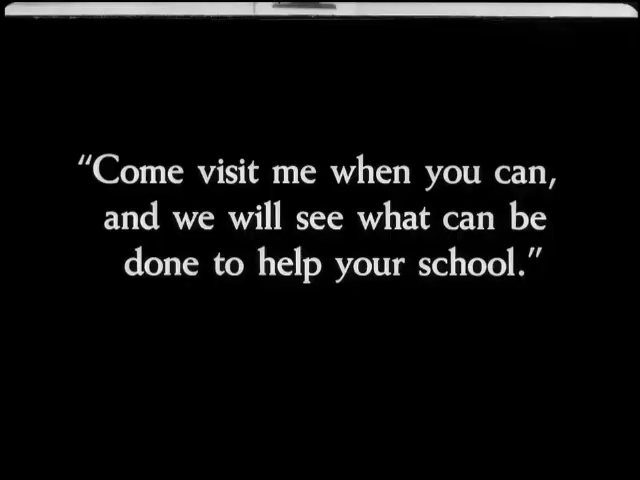 “Come visit me when you can,
and we will see what can be
done to help your school.”